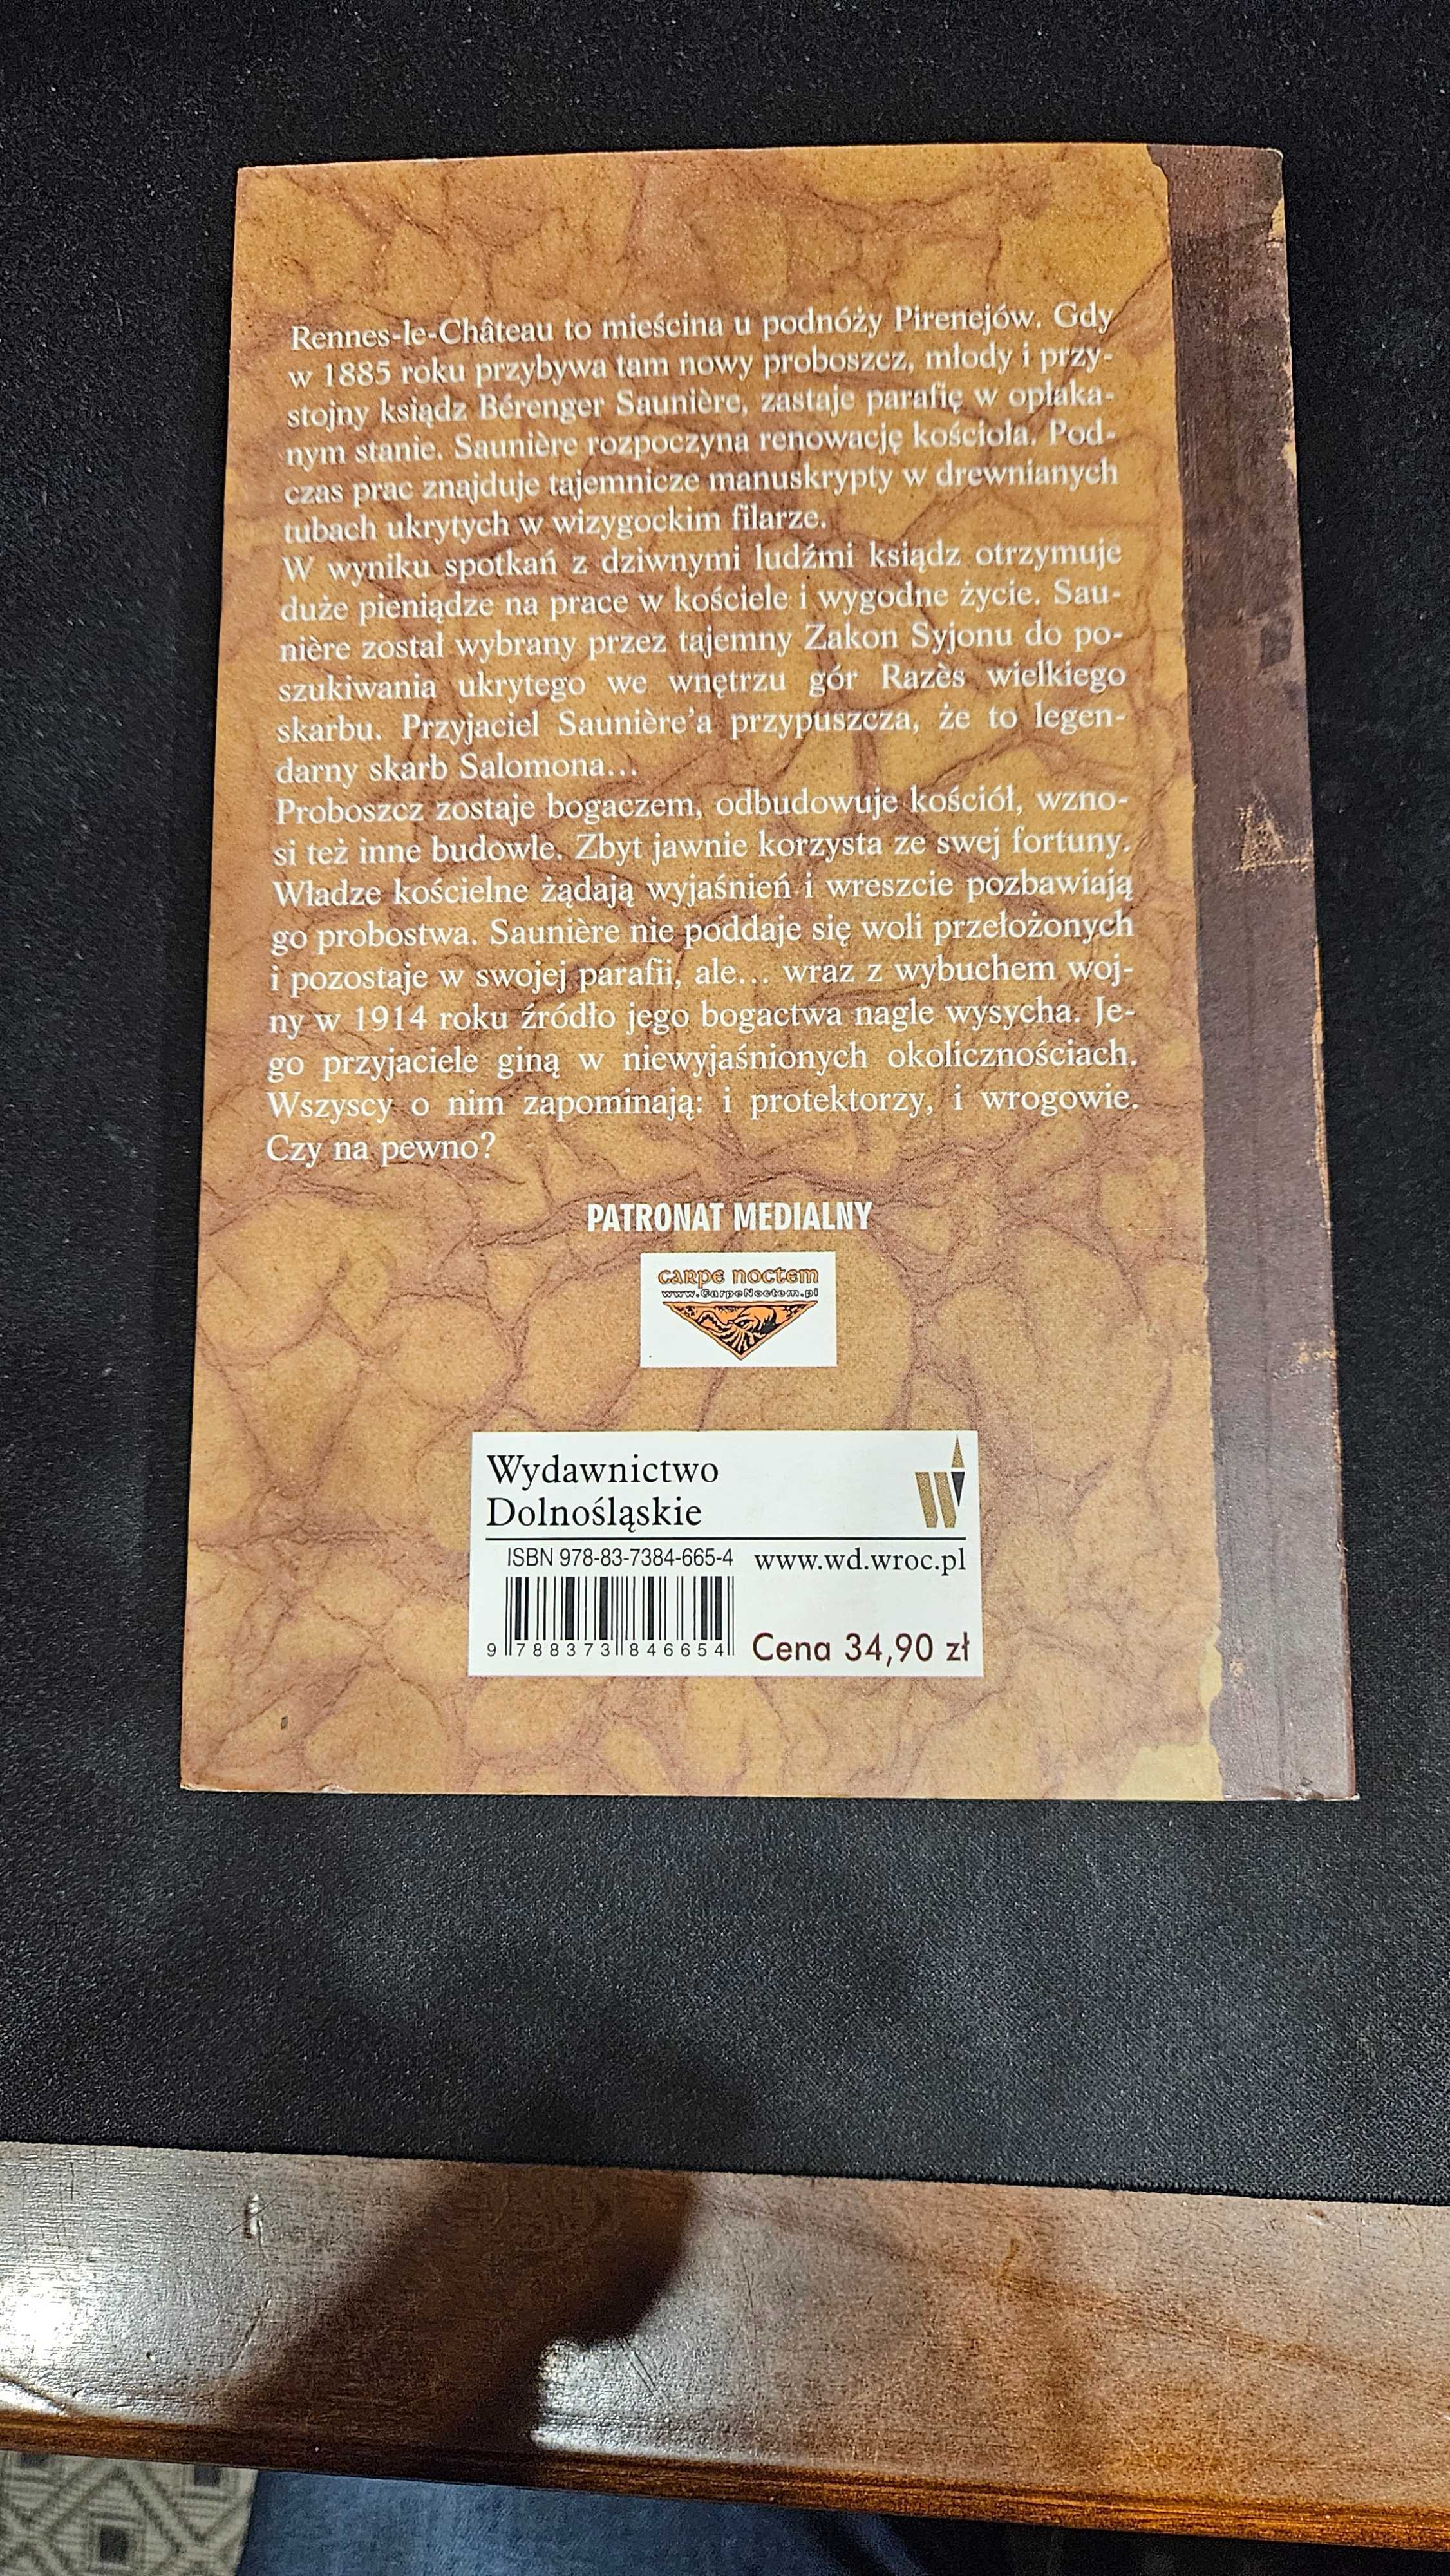 Rennes-le-Château to mieścina u podnóży Pirenejów. Gdy
w 1885 roku przybywa tam nowy proboszcz, młody i przy-
stojny ksiądz Bérenger Saunière, zastaje parafię w opłaka-
nym stanie. Saunière rozpoczyna renowację kościoła. Pod-
czas prac znajduje tajemnicze manuskrypty w drewnianych
tubach ukrytych w wizygockim filarze.
W wyniku spotkań z dziwnymi ludźmi ksiądz otrzymuje
duże pieniądze na prace w kościele i wygodne życie. Sau-
nière został wybrany przez tajemny Zakon Syjonu do po-
szukiwania ukrytego we wnętrzu gór Razès wielkiego
skarbu. Przyjaciel Saunière'a przypuszcza, że to legen-
darny skarb Salomona...
Proboszcz zostaje bogaczem, odbudowuje kościół, wzno-
si też inne budowle. Zbyt jawnie korzysta ze swej fortuny.
Władze kościelne żądają wyjaśnień i wreszcie pozbawiają
go probostwa. Saunière nie poddaje się woli przełożonych
i pozostaje w swojej parafii, ale... wraz z wybuchem woj-
ny w 1914 roku źródło jego bogactwa nagle wysycha. Je-
go przyjaciele giną w niewyjaśnionych okolicznościach.
Wszyscy o nim zapominają: i protektorzy, i wrogowie.
Czy na pewno?
PATRONAT MEDIALNY
carpe noctem
www.CarpeNoctem.pl
Wydawnictwo
Dolnośląskie
ISBN 978-83-7384-665-4
www.wd.wroc.pl
9 788373 846654
Cena 34,90 zł